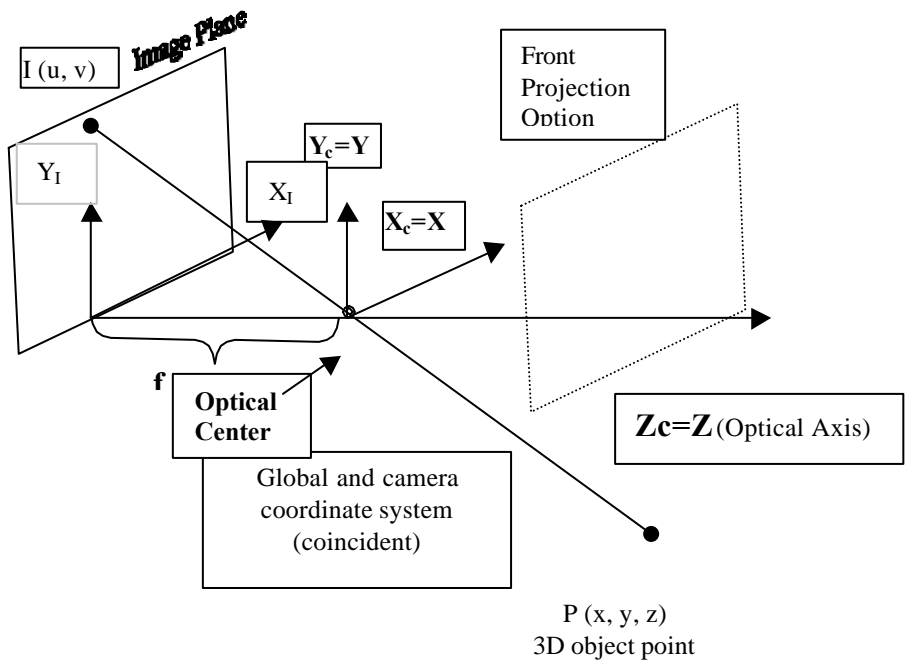 Image Plane
I (u, v)
Front
Projection
Option
Y_c=Y
Y_I
X_I
X_c=X
f
Optical
Center
Zc=Z (Optical Axis)
Global and camera
coordinate system
(coincident)
P (x, y, z)
3D object point